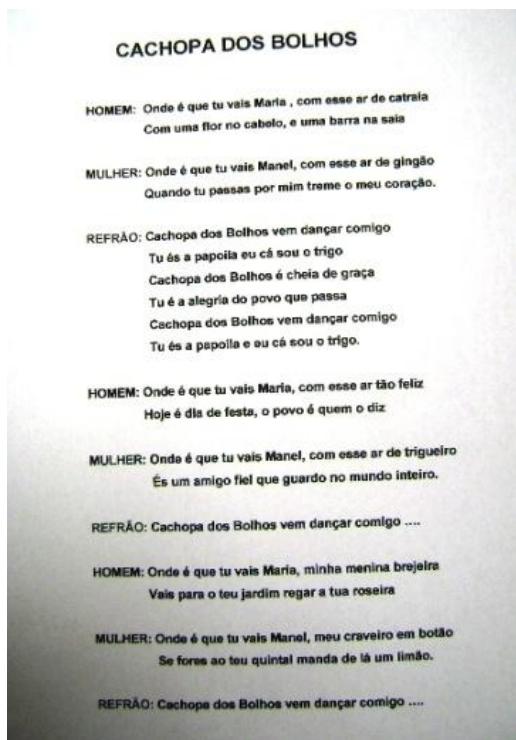 CACHOPA DOS BOLHOS
HOMEM: Onde é que tu vais Maria , com esse ar de catraia
Com uma flor no cabelo, e uma barra na saia
MULHER: Onde é que tu vais Manel, com esse ar de gingão
Quando tu passas por mim treme o meu coração.
REFRÃO: Cachopa dos Bolhos vem dançar comigo
Tu és a papoila eu cá sou o trigo
Cachopa dos Bolhos é cheia de graça
Tu é a alegria do povo que passa
Cachopa dos Bolhos vem dançar comigo
Tu és a papoila e eu cá sou o trigo.
HOMEM: Onde é que tu vais Maria, com esse ar tão feliz
Hoje é dia de festa, o povo é quem o diz
MULHER: Onde é que tu vais Manel, com esse ar de trigueiro
És um amigo fiel que guardo no mundo inteiro.
REFRÃO: Cachopa dos Bolhos vem dançar comigo ....
HOMEM: Onde é que tu vais Maria, minha menina brejeira
Vais para o teu jardim regar a tua roseira
MULHER: Onde é que tu vais Manel, meu craveiro em botão
Se fores ao teu quintal manda de lá um limão.
REFRÃO: Cachopa dos Bolhos vem dançar comigo ....